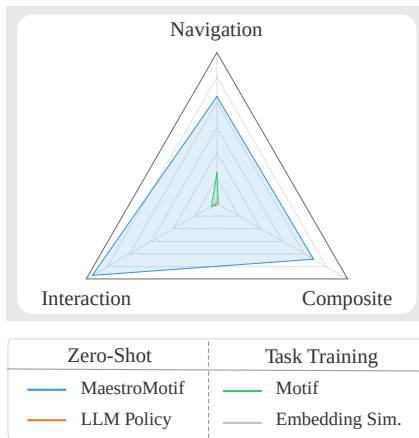 Navigation
Interaction
Composite
Zero-Shot
Task Training
MaestroMotif
Motif
LLM Policy
Embedding Sim.